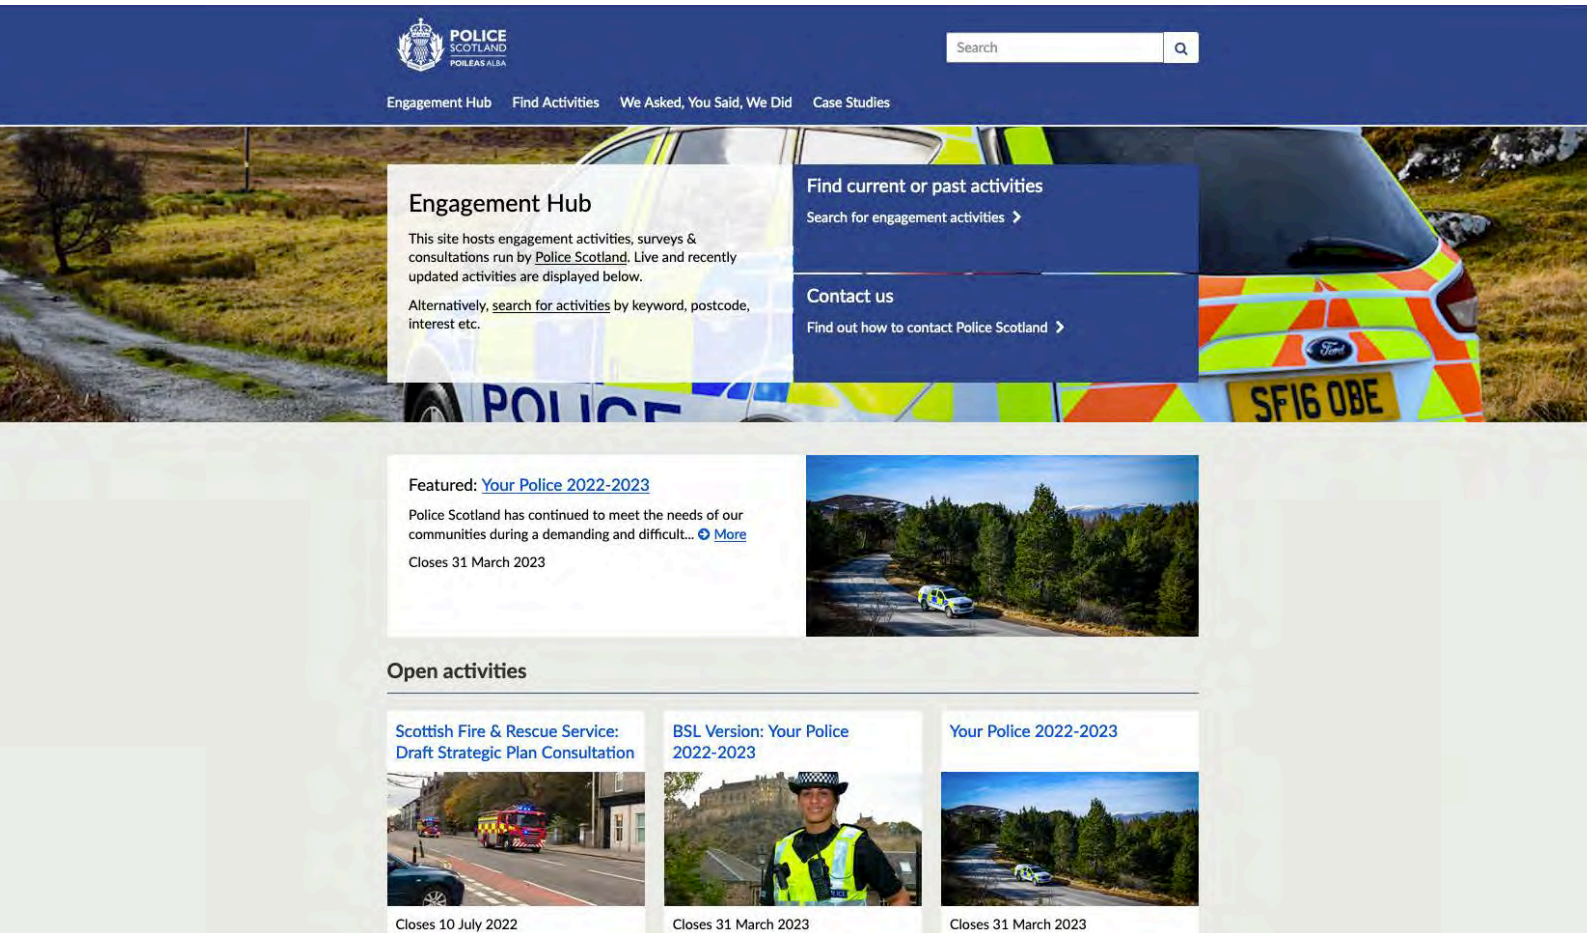 POLICE
SCOTLAND
POILEAS ALBA
Search
Engagement Hub Find Activities We Asked, You Said, We Did Case Studies
Engagement Hub
This site hosts engagement activities, surveys &
consultations run by Police Scotland. Live and recently
updated activities are displayed below.
Alternatively, search for activities by keyword, postcode,
interest etc.
Find current or past activities
Search for engagement activities
Contact us
Find out how to contact Police Scotland
POLICE
Ford
SF16 OBE
Featured: Your Police 2022-2023
Police Scotland has continued to meet the needs of our
communities during a demanding and difficult... More
Closes 31 March 2023
Open activities
Scottish Fire & Rescue Service:
Draft Strategic Plan Consultation
Closes 10 July 2022
BSL Version: Your Police
2022-2023
Closes 31 March 2023
Your Police 2022-2023
Closes 31 March 2023